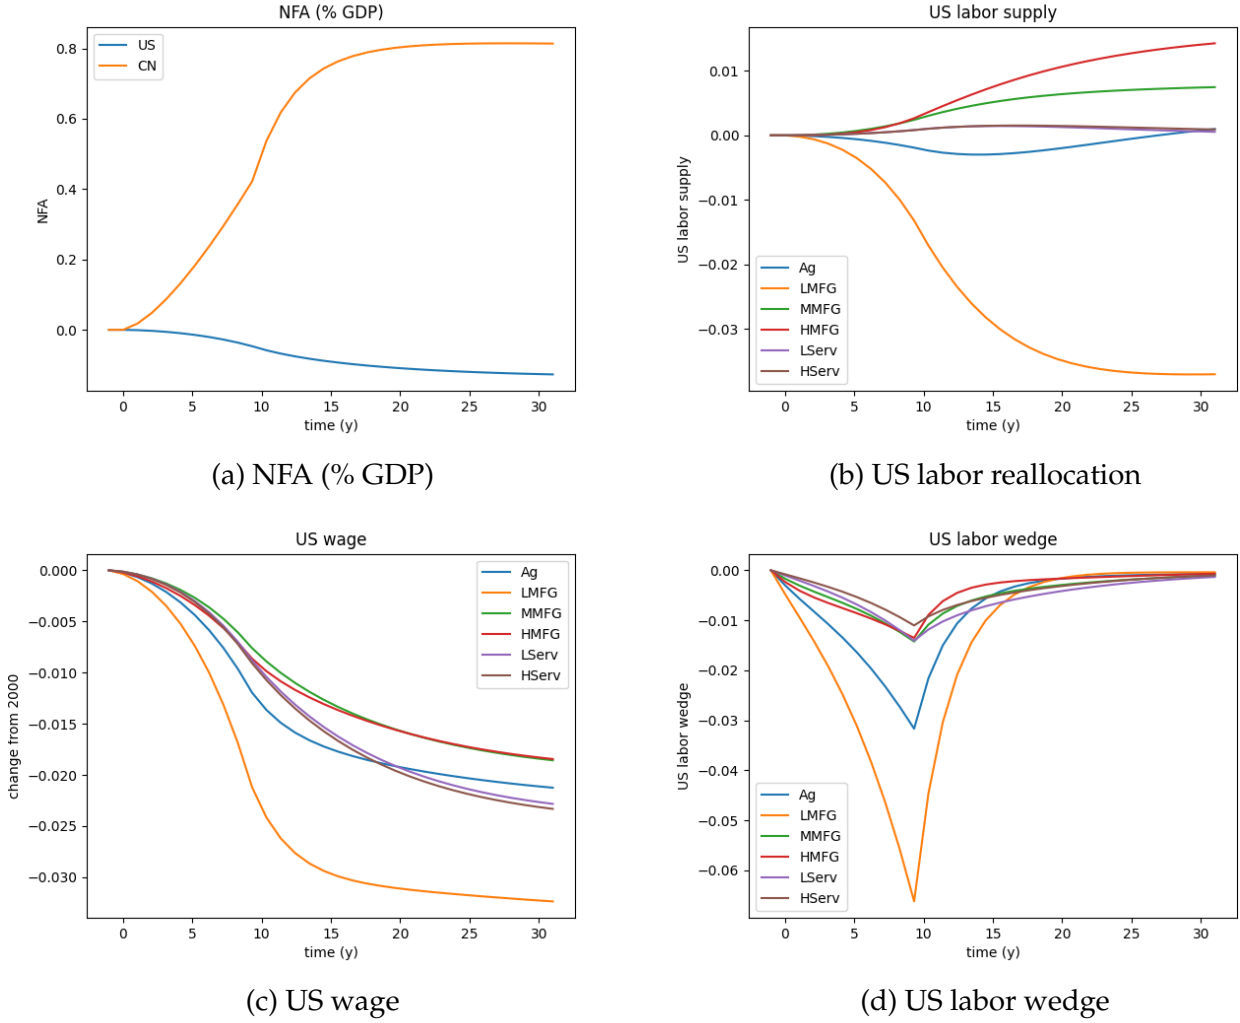 NFA (% GDP)
US
CN
0.8
0.6
0.4
0.2
0.0
NFA
0 5 10 15 20 25 30
time (y)
(a) NFA (% GDP)
US labor supply
0.01
0.00
−0.01
−0.02
−0.03
US labor supply
Ag
LMFG
MMFG
HMFG
LServ
HServ
0 5 10 15 20 25 30
time (y)
(b) US labor reallocation
US wage
0.000
−0.005
−0.010
−0.015
−0.020
−0.025
−0.030
change from 2000
Ag
LMFG
MMFG
HMFG
LServ
HServ
0 5 10 15 20 25 30
time (y)
(c) US wage
US labor wedge
0.00
−0.01
−0.02
−0.03
−0.04
−0.05
−0.06
US labor wedge
Ag
LMFG
MMFG
HMFG
LServ
HServ
0 5 10 15 20 25 30
time (y)
(d) US labor wedge